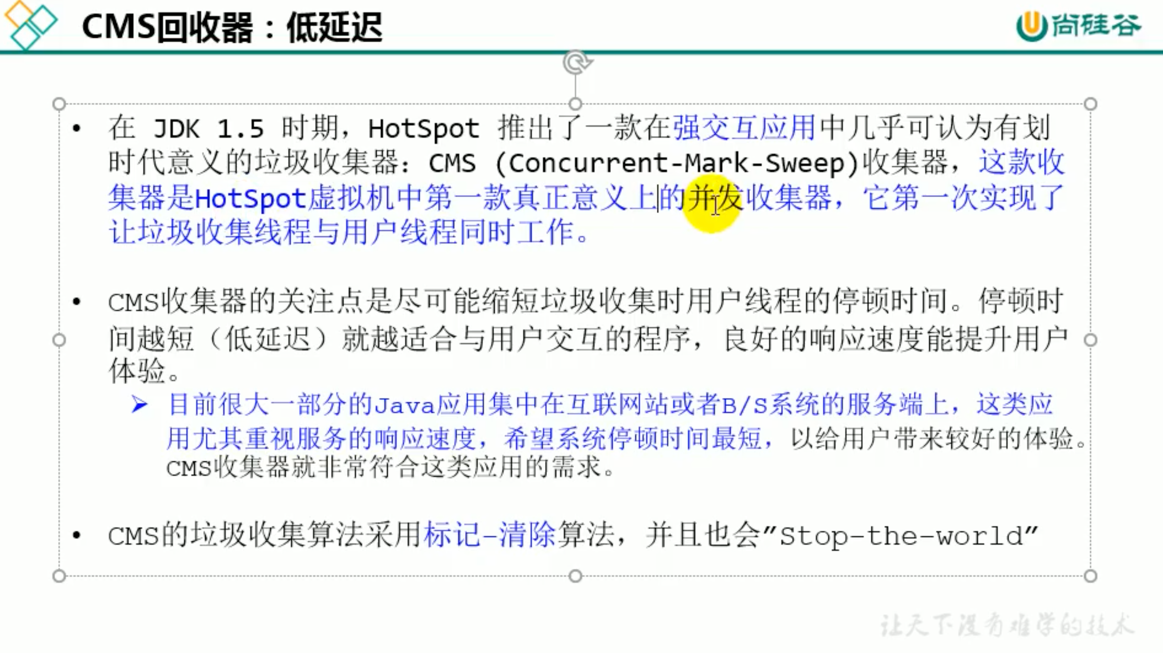 CMS回收器：低延迟
尚硅谷
• 在 JDK 1.5 时期，HotSpot 推出了一款在强交互应用中几乎可认为有划
时代意义的垃圾收集器：CMS (Concurrent-Mark-Sweep)收集器，这款收
集器是HotSpot虚拟机中第一款真正意义上的并发收集器，它第一次实现了
让垃圾收集线程与用户线程同时工作。
• CMS收集器的关注点是尽可能缩短垃圾收集时用户线程的停顿时间。停顿时
间越短（低延迟）就越适合与用户交互的程序，良好的响应速度能提升用户
体验。
➢ 目前很大一部分的Java应用集中在互联网站或者B/S系统的服务端上，这类应
用尤其重视服务的响应速度，希望系统停顿时间最短，以给用户带来较好的体验。
CMS收集器就非常符合这类应用的需求。
• CMS的垃圾收集算法采用标记-清除算法，并且也会”Stop-the-world”
让天下没有难学的技术